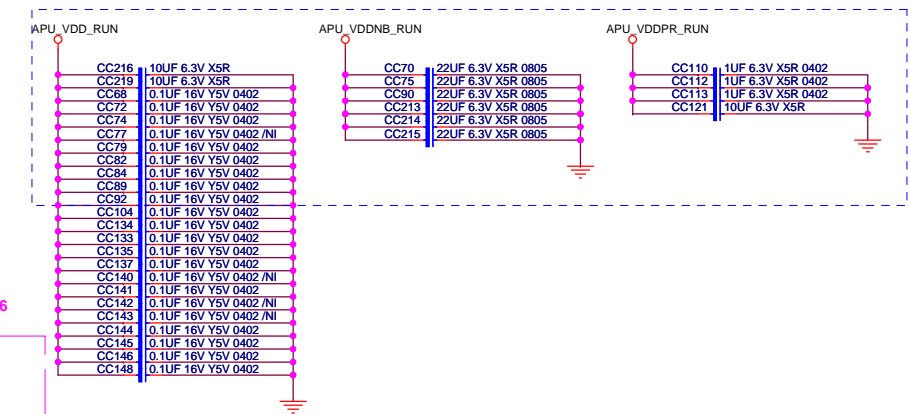 APU_VDD_RUN
CC216 10UF 6.3V X5R
CC219 10UF 6.3V X5R
CC68 0.1UF 16V Y5V 0402
CC72 0.1UF 16V Y5V 0402
CC74 0.1UF 16V Y5V 0402
CC77 0.1UF 16V Y5V 0402 /NI
CC79 0.1UF 16V Y5V 0402
CC82 0.1UF 16V Y5V 0402
CC84 0.1UF 16V Y5V 0402
CC89 0.1UF 16V Y5V 0402
CC92 0.1UF 16V Y5V 0402
CC104 0.1UF 16V Y5V 0402
CC134 0.1UF 16V Y5V 0402
CC133 0.1UF 16V Y5V 0402
CC135 0.1UF 16V Y5V 0402
CC137 0.1UF 16V Y5V 0402
CC140 0.1UF 16V Y5V 0402 /NI
CC141 0.1UF 16V Y5V 0402
CC142 0.1UF 16V Y5V 0402 /NI
CC143 0.1UF 16V Y5V 0402 /NI
CC144 0.1UF 16V Y5V 0402
CC145 0.1UF 16V Y5V 0402
CC146 0.1UF 16V Y5V 0402
CC148 0.1UF 16V Y5V 0402
APU_VDDNB_RUN
CC70 22UF 6.3V X5R 0805
CC75 22UF 6.3V X5R 0805
CC90 22UF 6.3V X5R 0805
CC213 22UF 6.3V X5R 0805
CC214 22UF 6.3V X5R 0805
CC215 22UF 6.3V X5R 0805
APU_VDDPR_RUN
CC110 1UF 6.3V X5R 0402
CC112 1UF 6.3V X5R 0402
CC113 1UF 6.3V X5R 0402
CC121 10UF 6.3V X5R
6